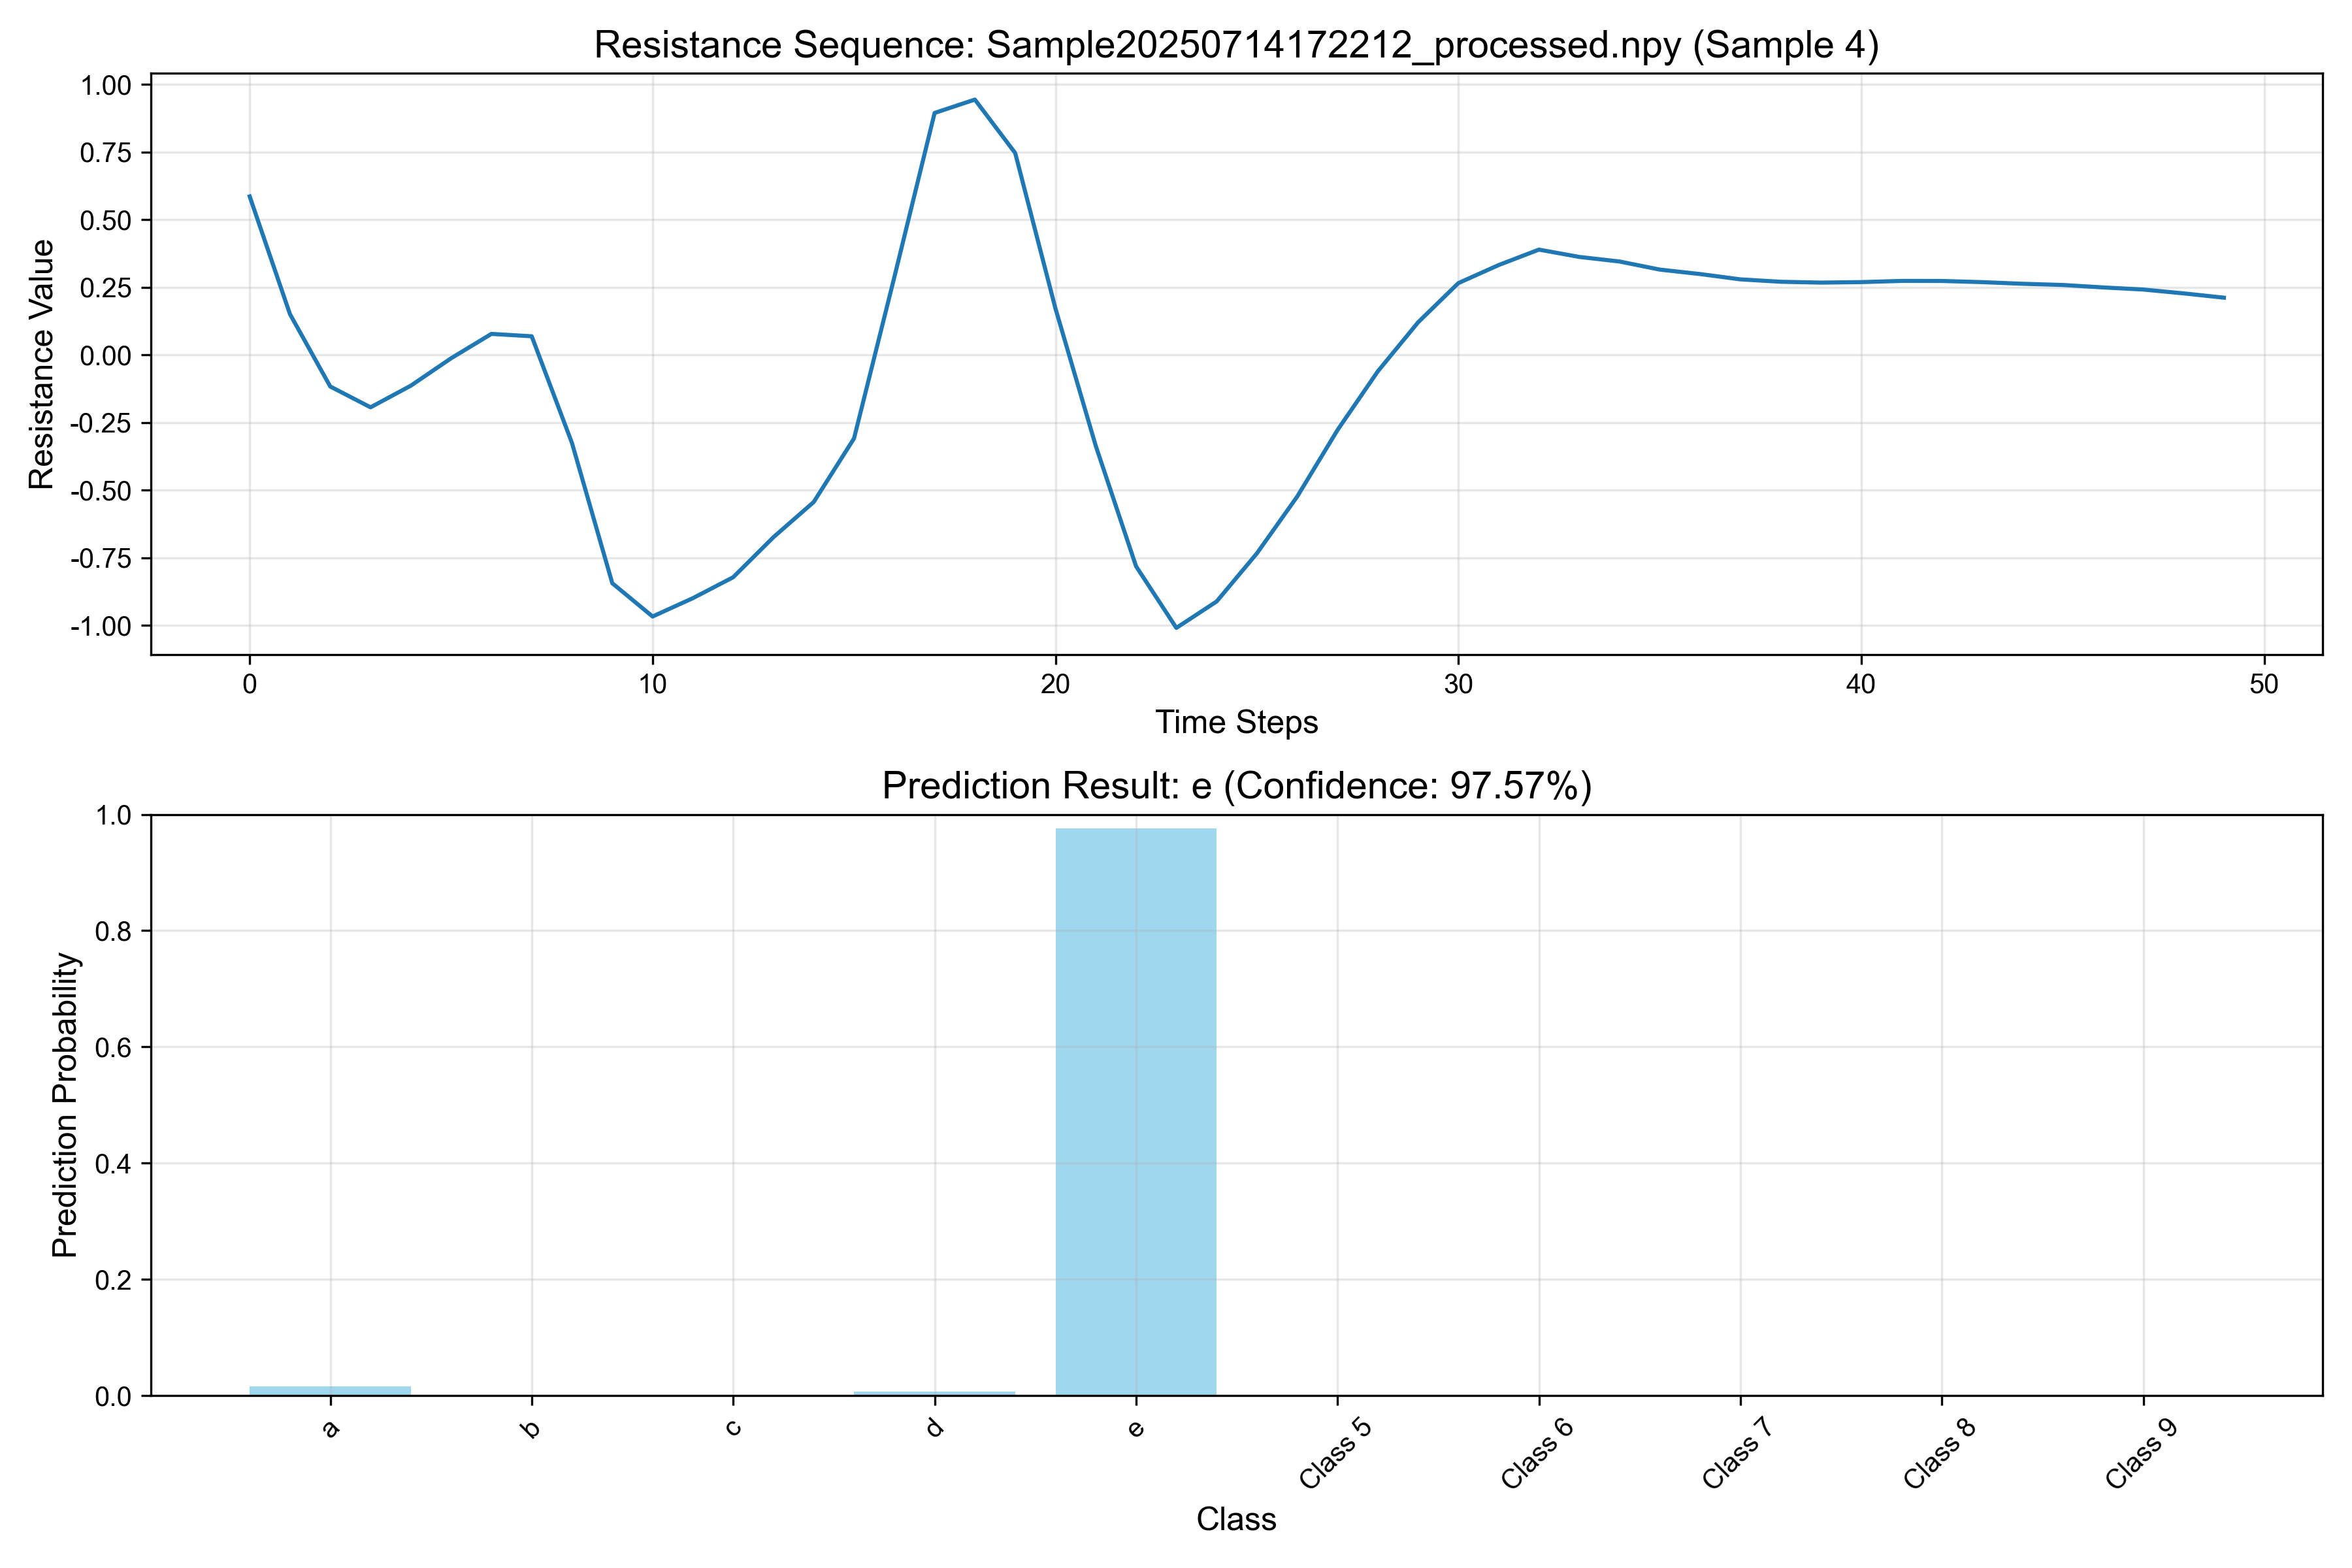 Resistance Sequence: Sample20250714172212_processed.npy (Sample 4)
Resistance Value
1.00
0.75
0.50
0.25
0.00
-0.25
-0.50
-0.75
-1.00
0 10 20 30 40 50
Time Steps
Prediction Result: e (Confidence: 97.57%)
Prediction Probability
1.0
0.8
0.6
0.4
0.2
0.0
a b c d e Class 5 Class 6 Class 7 Class 8 Class 9
Class